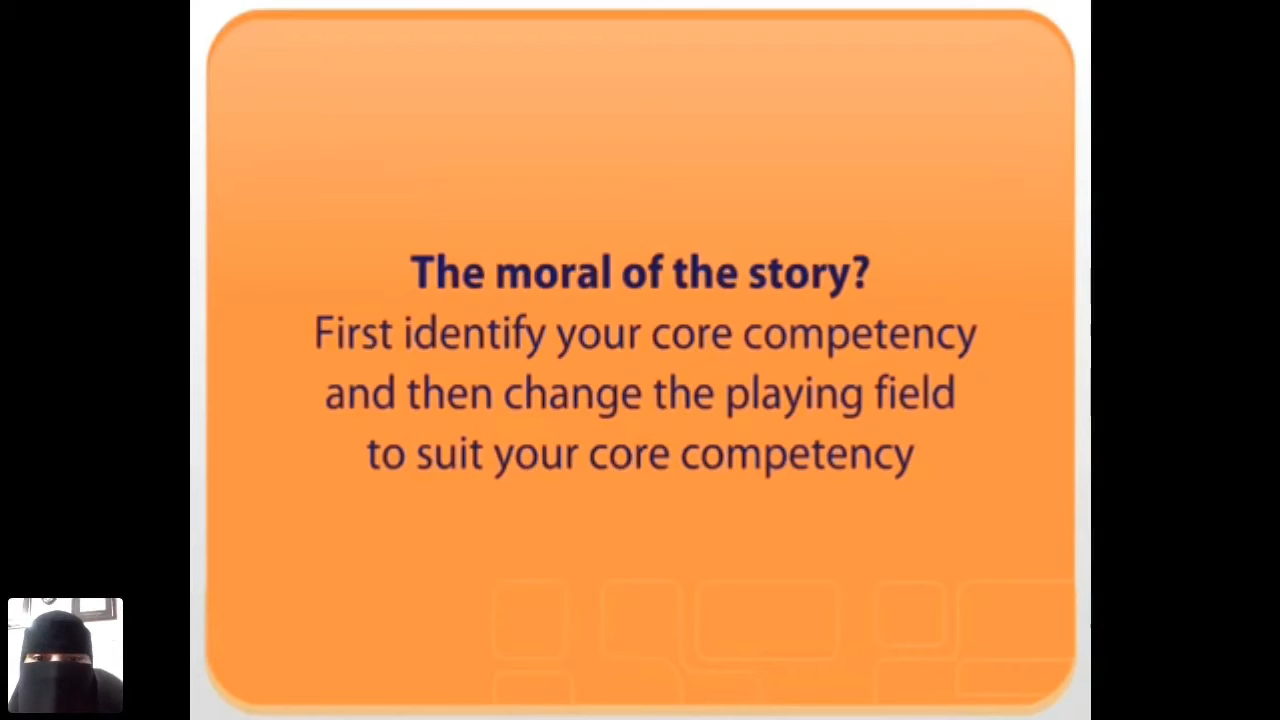 The moral of the story?
First identify your core competency
and then change the playing field
to suit your core competency